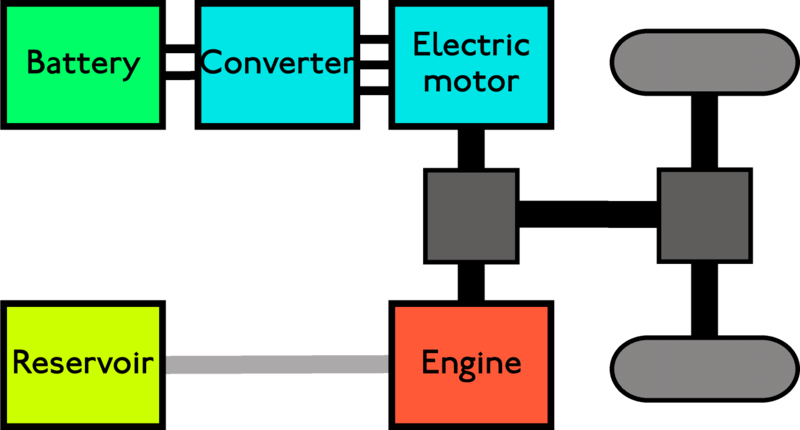 Battery
Converter
Electric
motor
Reservoir
Engine